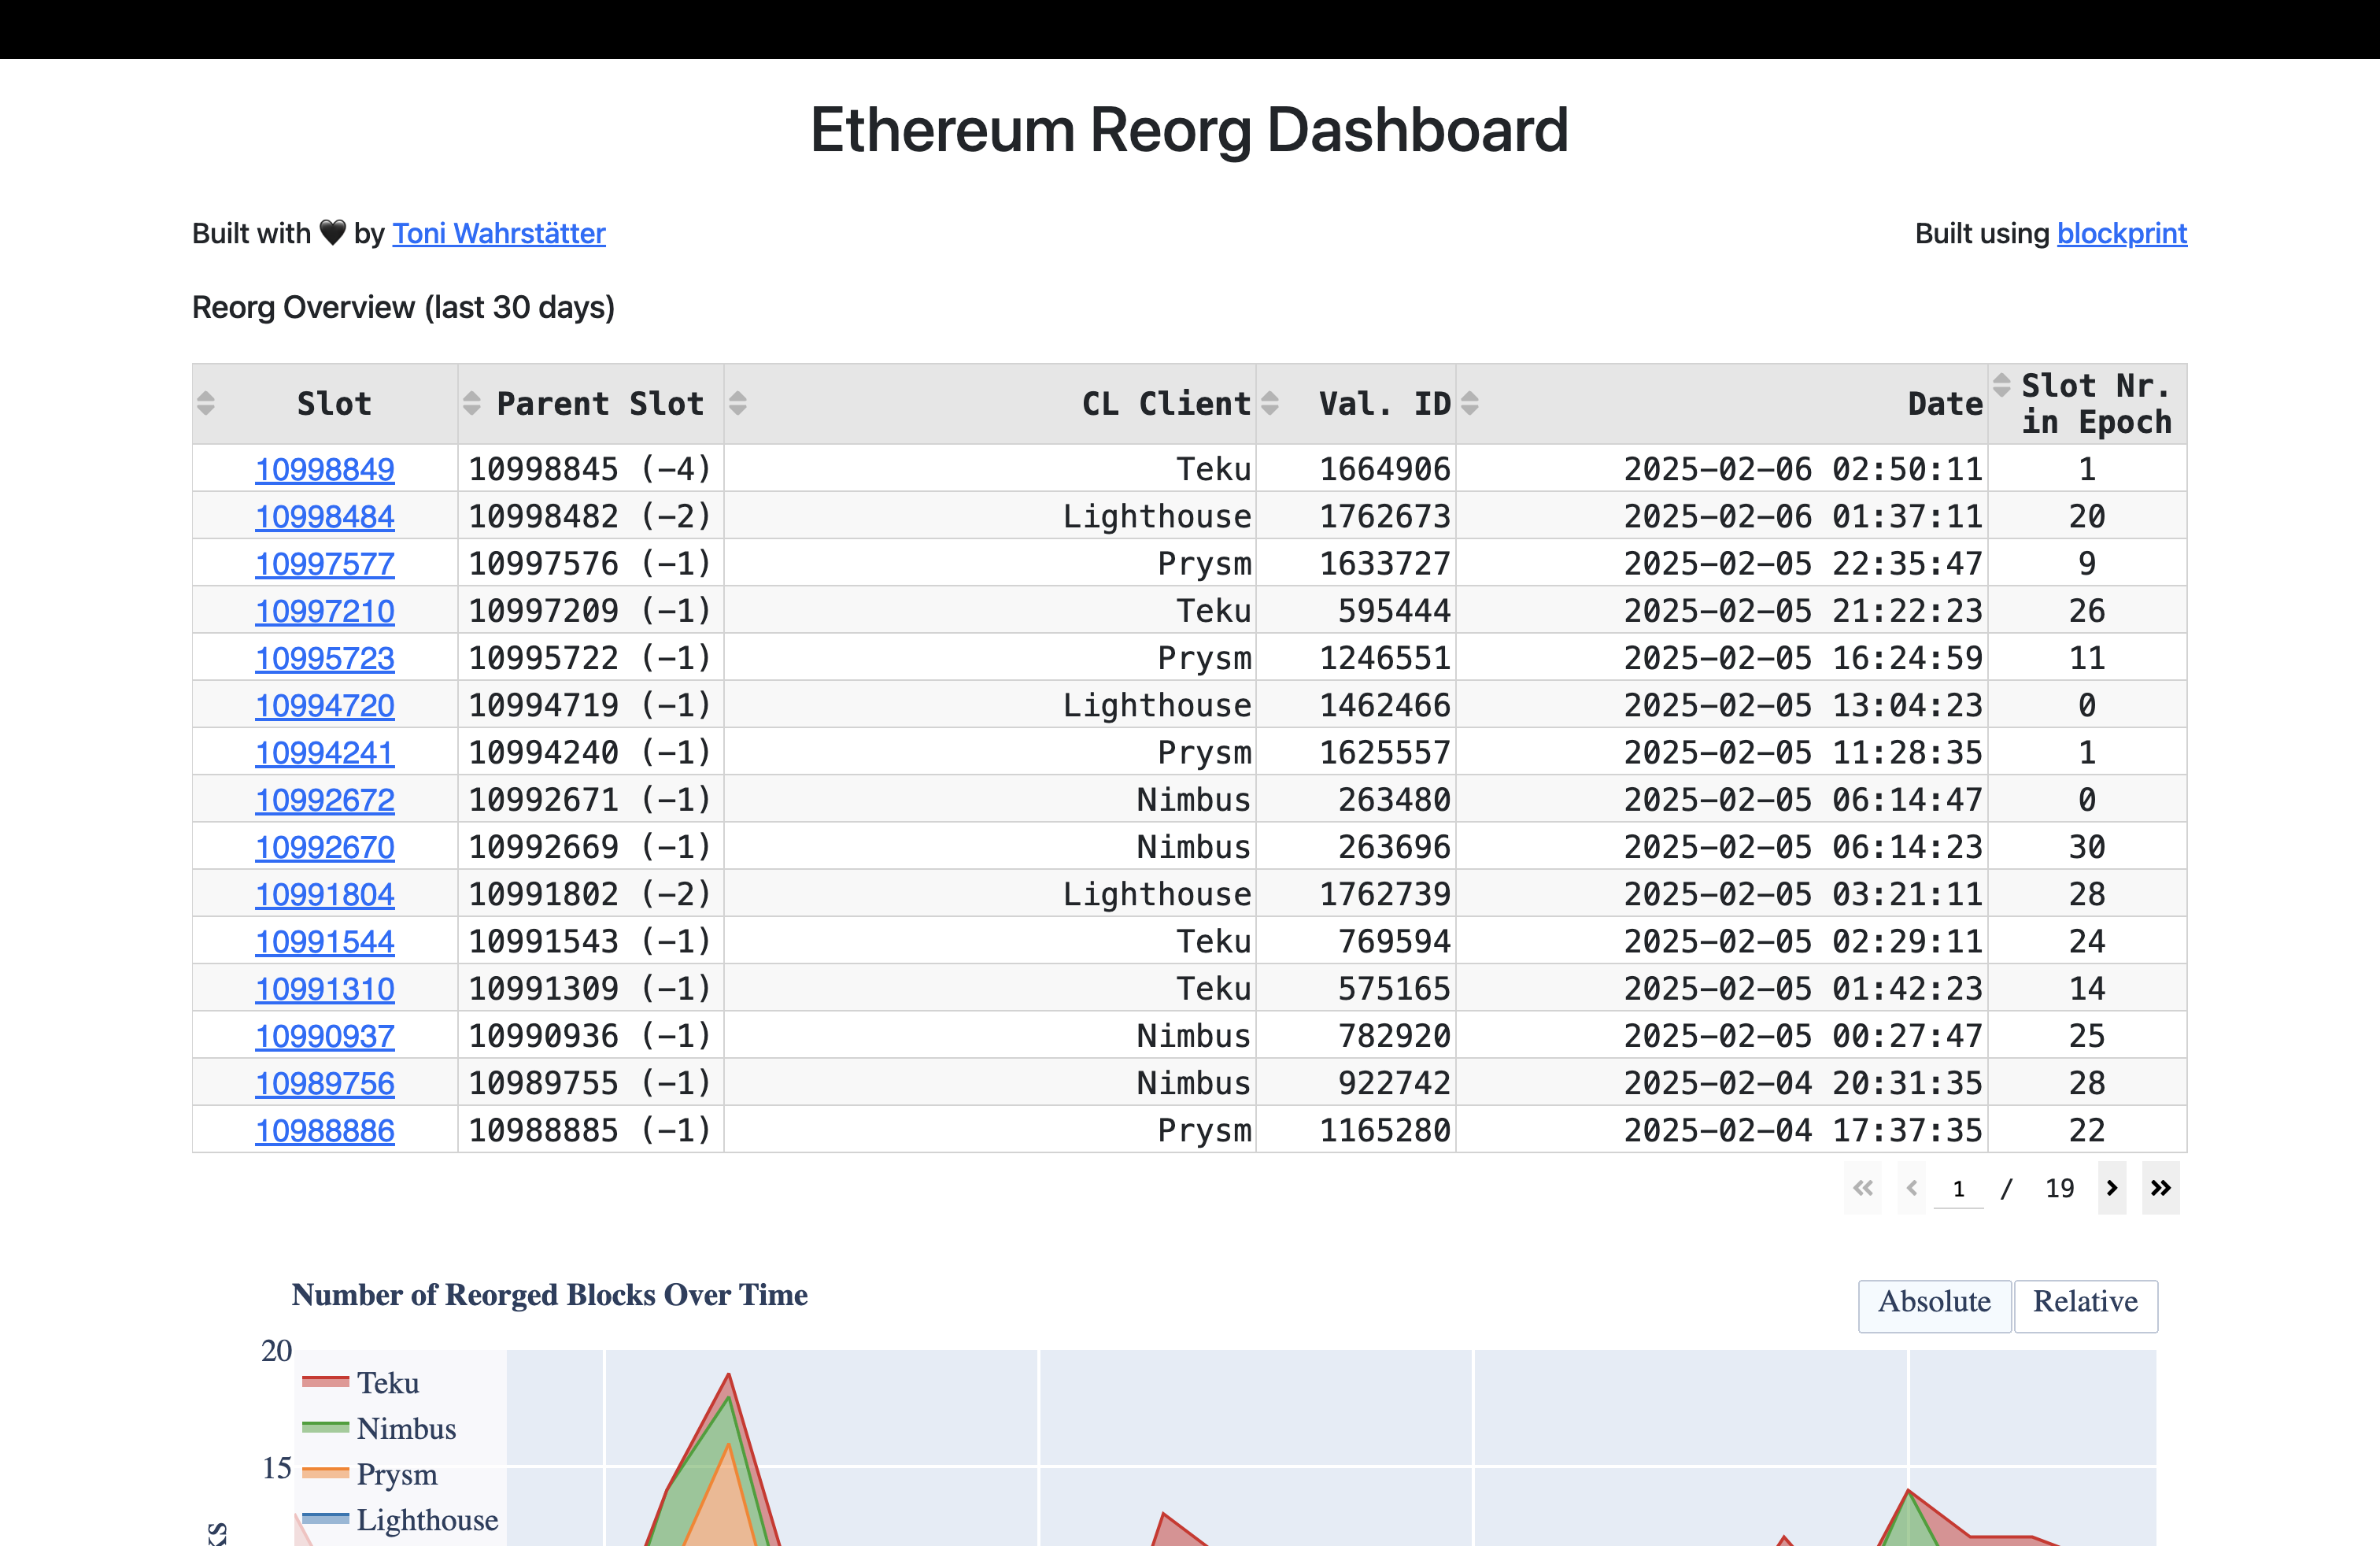 Ethereum Reorg Dashboard
Built with 🖤 by Toni Wahrstätter
Built using blockprint
Reorg Overview (last 30 days)
Slot Parent Slot CL Client Val. ID Date Slot Nr. in Epoch
10998849 10998845 (-4) Teku 1664906 2025-02-06 02:50:11 1
10998484 10998482 (-2) Lighthouse 1762673 2025-02-06 01:37:11 20
10997577 10997576 (-1) Prysm 1633727 2025-02-05 22:35:47 9
10997210 10997209 (-1) Teku 595444 2025-02-05 21:22:23 26
10995723 10995722 (-1) Prysm 1246551 2025-02-05 16:24:59 11
10994720 10994719 (-1) Lighthouse 1462466 2025-02-05 13:04:23 0
10994241 10994240 (-1) Prysm 1625557 2025-02-05 11:28:35 1
10992672 10992671 (-1) Nimbus 263480 2025-02-05 06:14:47 0
10992670 10992669 (-1) Nimbus 263696 2025-02-05 06:14:23 30
10991804 10991802 (-2) Lighthouse 1762739 2025-02-05 03:21:11 28
10991544 10991543 (-1) Teku 769594 2025-02-05 02:29:11 24
10991310 10991309 (-1) Teku 575165 2025-02-05 01:42:23 14
10990937 10990936 (-1) Nimbus 782920 2025-02-05 00:27:47 25
10989756 10989755 (-1) Nimbus 922742 2025-02-04 20:31:35 28
10988886 10988885 (-1) Prysm 1165280 2025-02-04 17:37:35 22
« ‹ 1 / 19 › »
Number of Reorged Blocks Over Time
Absolute Relative
20
Teku
Nimbus
15
Prysm
Lighthouse